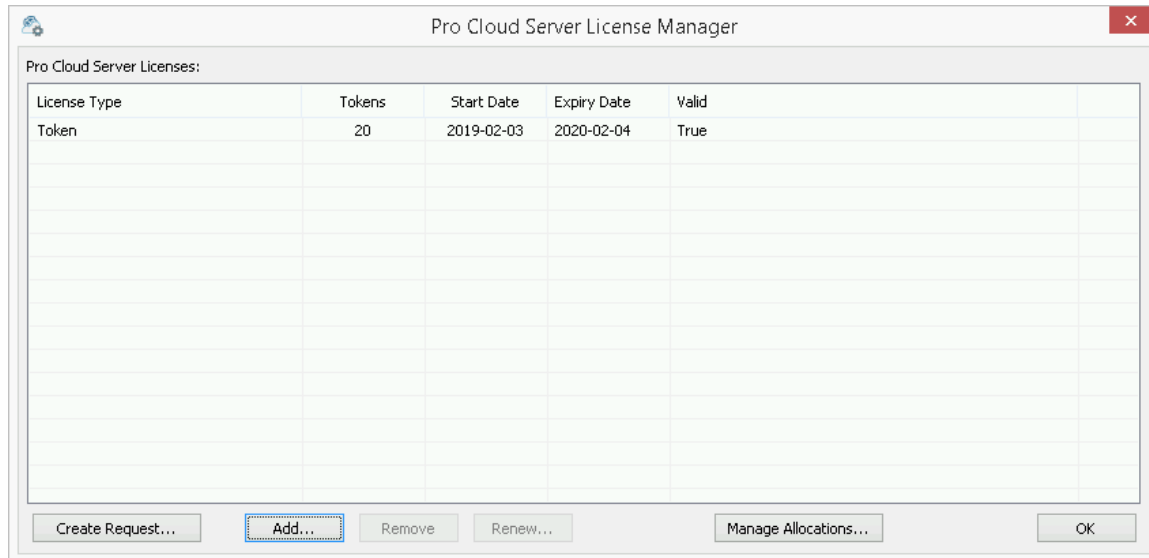 Pro Cloud Server License Manager
Pro Cloud Server Licenses:
License Type Tokens Start Date Expiry Date Valid
Token 20 2019-02-03 2020-02-04 True
Create Request... Add... Remove Renew... Manage Allocations... OK